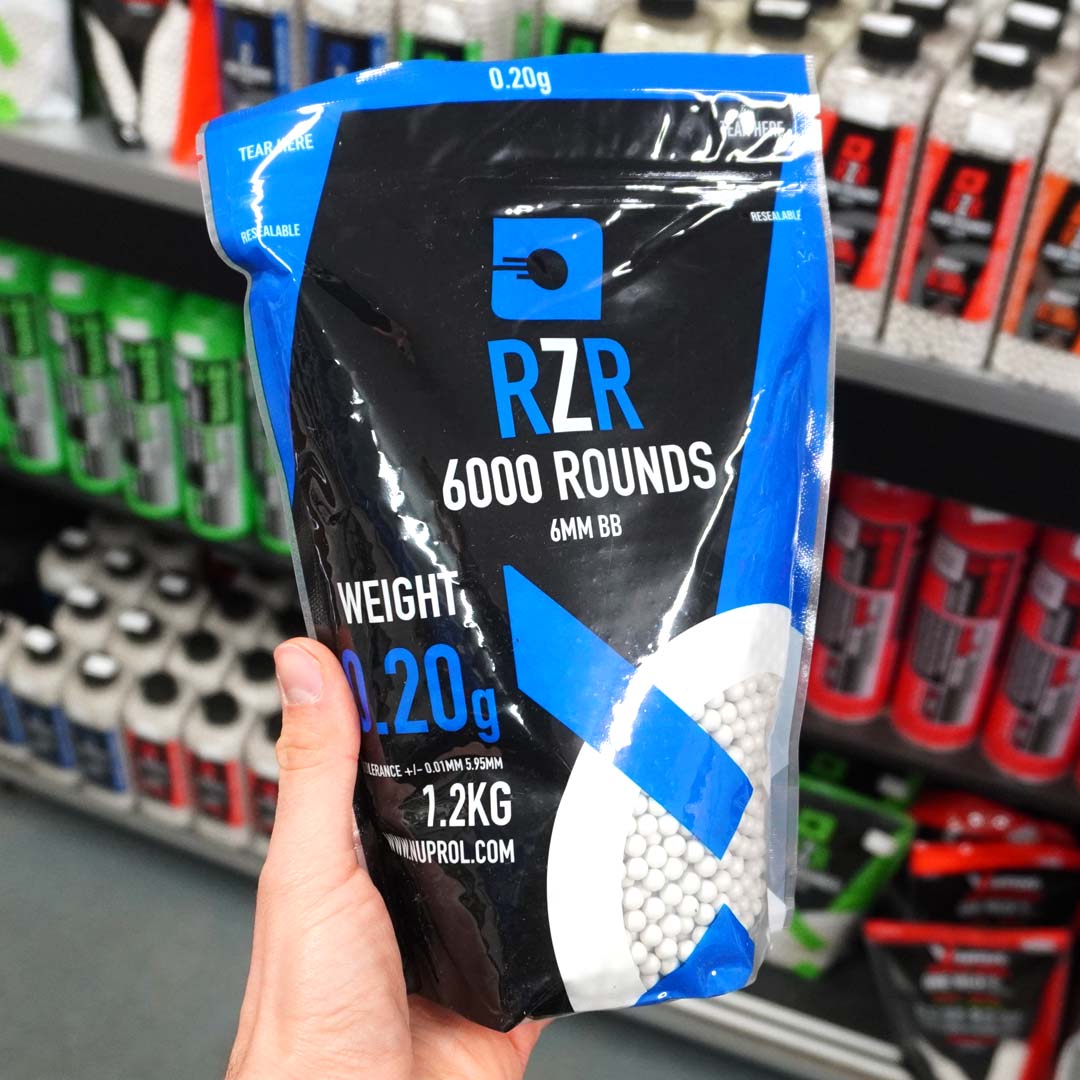 0.20g
TEAR HERE
TEAR HERE
RESEALABLE
RESEALABLE
RZR
6000 ROUNDS
6MM BB
WEIGHT
0.20g
TOLERANCE +/- 0.01MM 5.95MM
1.2KG
WWW.NUPROL.COM